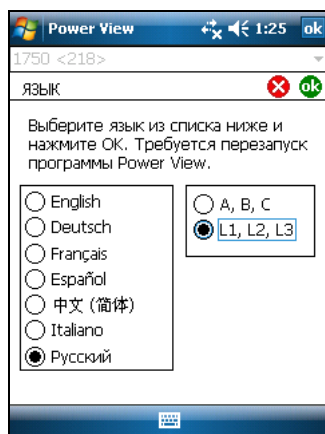 Power View 1:25 ok
1750 <218>
ЯЗЫК ok
Выберите язык из списка ниже и
нажмите ОК. Требуется перезапуск
программы Power View.
English
Deutsch
Français
Español
中文 (简体)
Italiano
Русский
A, B, C
L1, L2, L3